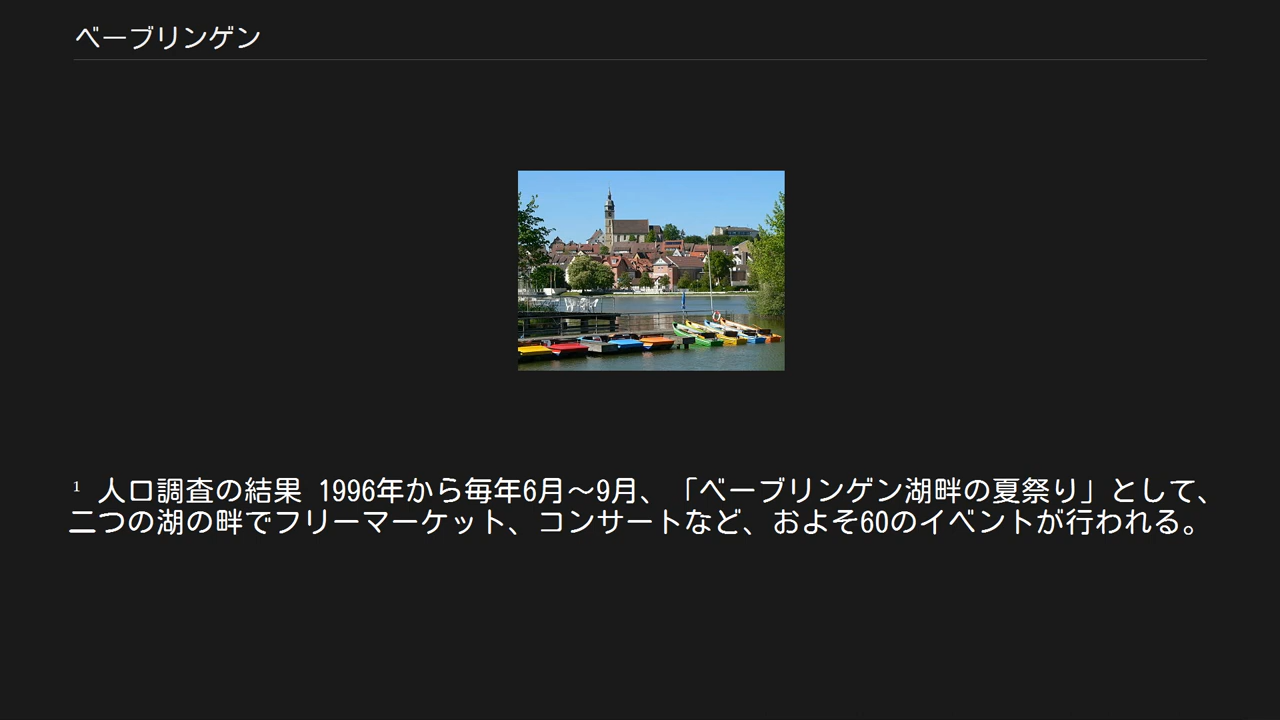 ベーブリンゲン
1 人口調査の結果 1996年から毎年6月〜9月、「ベーブリンゲン湖畔の夏祭り」として、
二つの湖の畔でフリーマーケット、コンサートなど、およそ60のイベントが行われる。